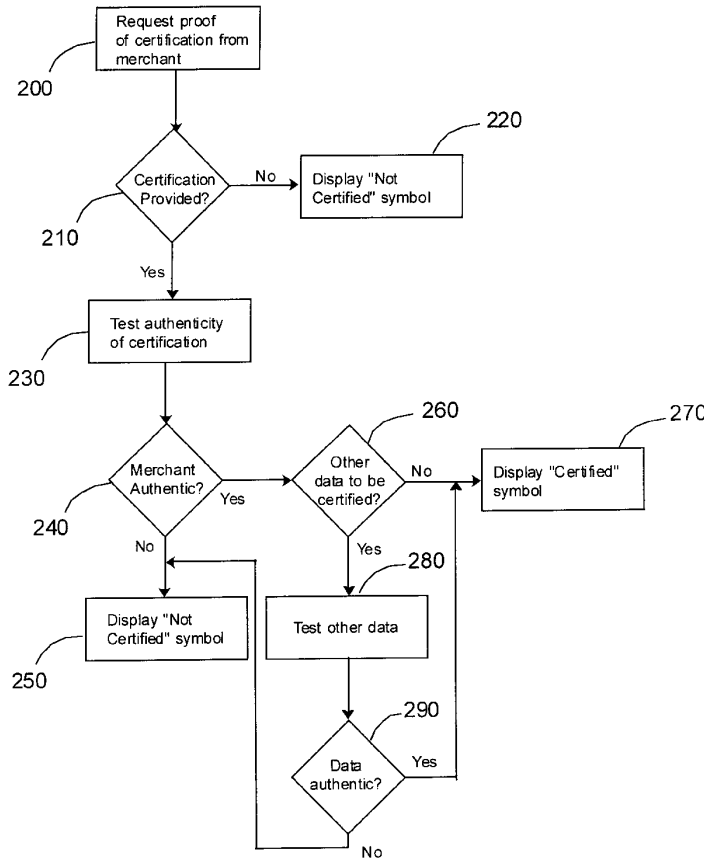 Request proof
of certification from
merchant
200
220
Certification
Provided?
No
Display "Not
Certified" symbol
210
Yes
Test authenticity
of certification
230
260
270
Merchant
Authentic?
Yes
Other
data to be
certified?
No
Display "Certified"
symbol
240
No
Yes
280
Display "Not
Certified" symbol
Test other data
250
290
Data
authentic?
Yes
No